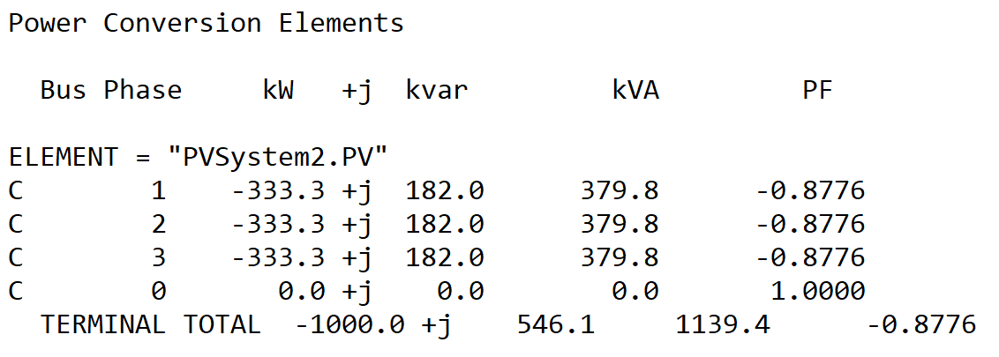 Power Conversion Elements
Bus Phase kW +j kvar kVA PF
ELEMENT = "PVSystem2.PV"
C 1 -333.3 +j 182.0 379.8 -0.8776
C 2 -333.3 +j 182.0 379.8 -0.8776
C 3 -333.3 +j 182.0 379.8 -0.8776
C 0 0.0 +j 0.0 0.0 1.0000
TERMINAL TOTAL -1000.0 +j 546.1 1139.4 -0.8776